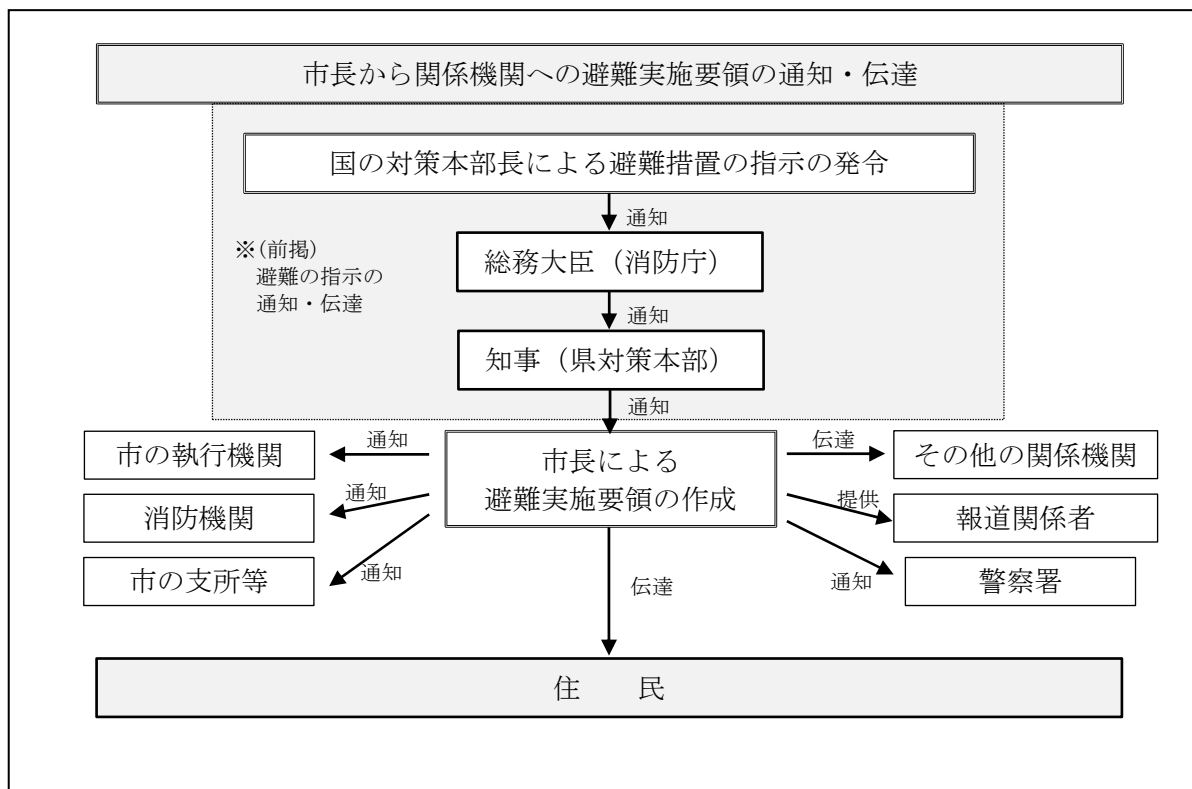 市長から関係機関への避難実施要領の通知・伝達
国の対策本部長による避難措置の指示の発令
通知
※(前掲)
避難の指示の
通知・伝達
総務大臣（消防庁）
通知
知事（県対策本部）
通知
市の執行機関
通知
市長による
避難実施要領の作成
伝達
その他の関係機関
消防機関
通知
提供
報道関係者
市の支所等
通知
伝達
通知
警察署
住　　民